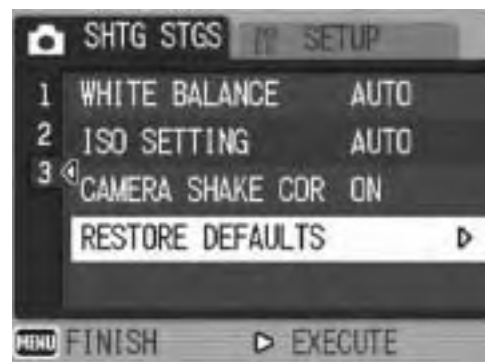 SHTG STGS SETUP
1 WHITE BALANCE AUTO
2 ISO SETTING AUTO
3 CAMERA SHAKE COR ON
RESTORE DEFAULTS
MENU FINISH EXECUTE